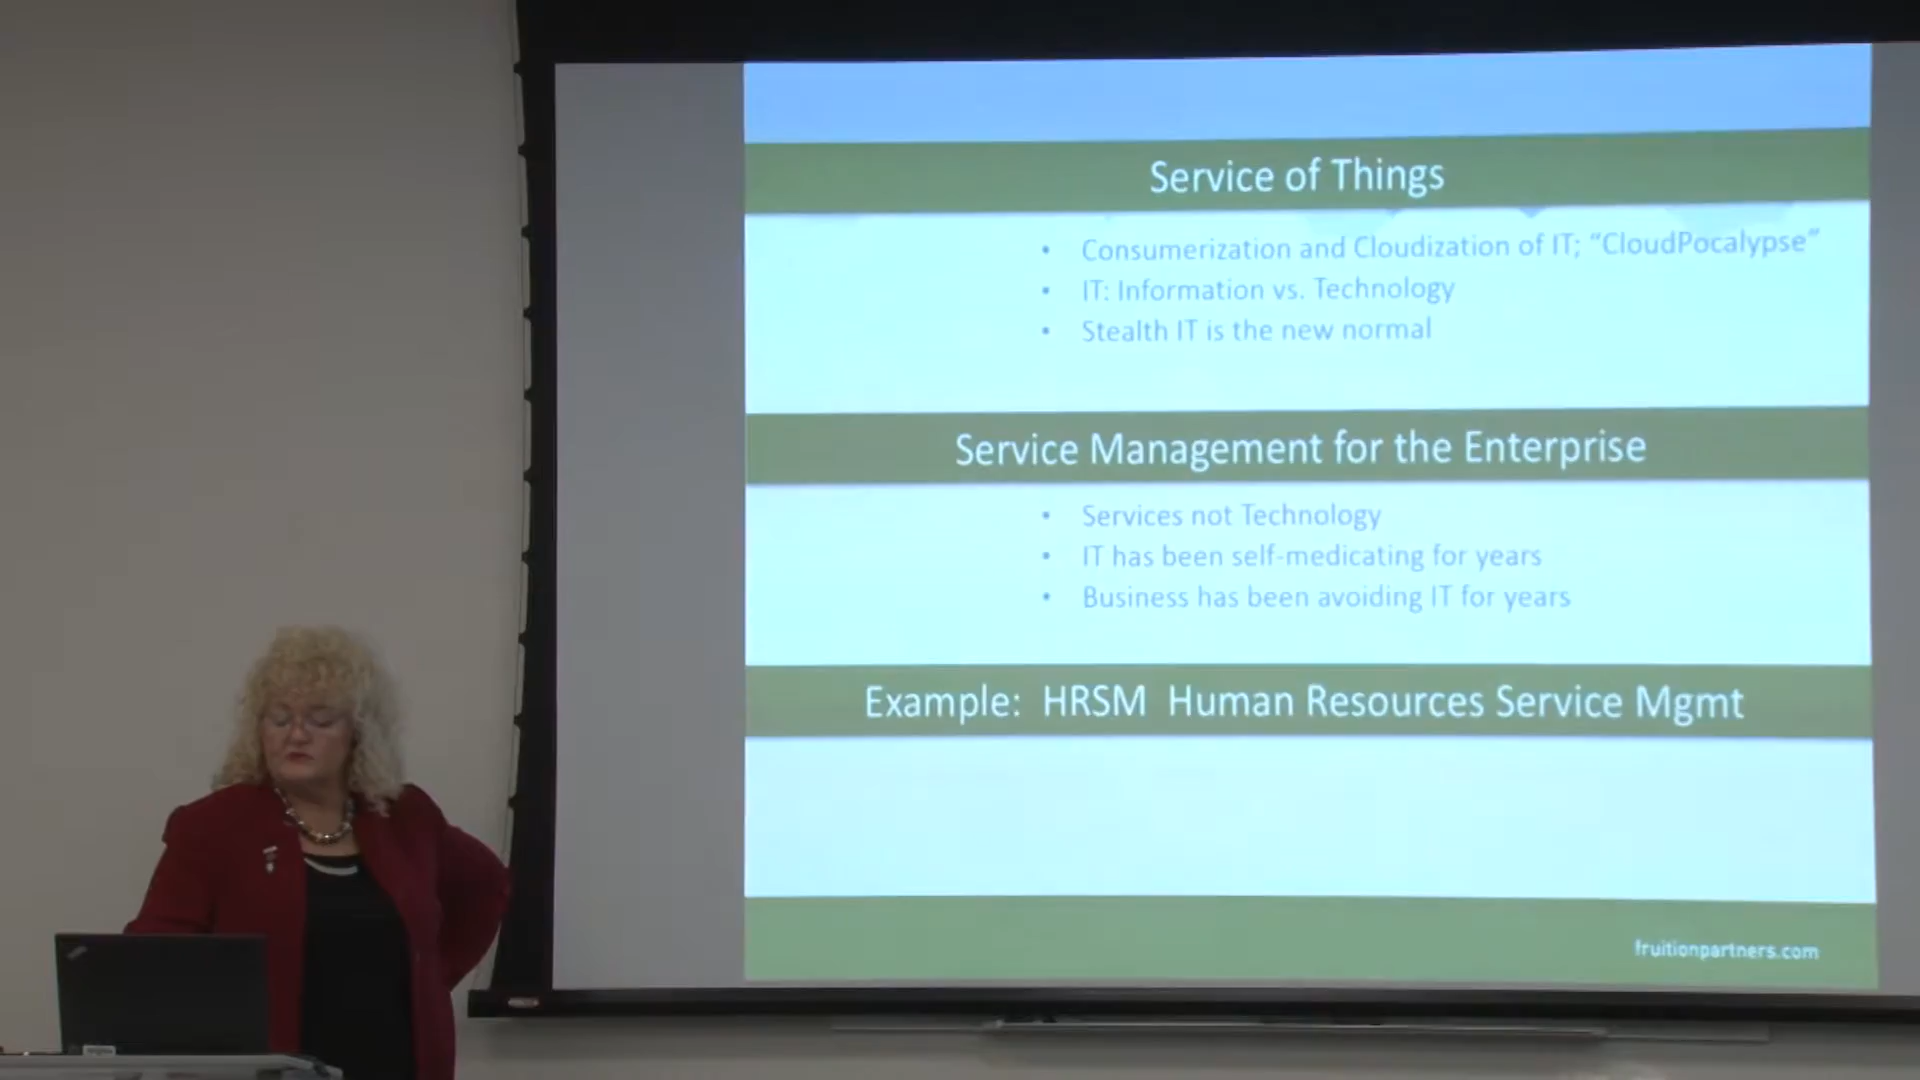 Service of Things
• Consumerization and Cloudization of IT; “CloudPocalypse”
• IT: Information vs. Technology
• Stealth IT is the new normal
Service Management for the Enterprise
• Services not Technology
• IT has been self-medicating for years
• Business has been avoiding IT for years
Example: HRSM Human Resources Service Mgmt
fruitionpartners.com